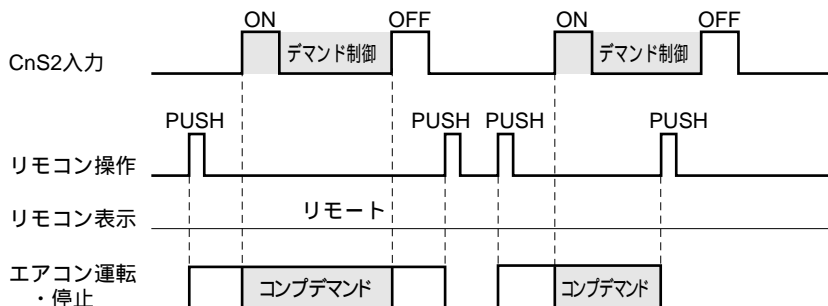 ON OFF ON OFF
CnS2入力 デマンド制御 デマンド制御
PUSH PUSH PUSH PUSH
リモコン操作
リモコン表示 リモート
エアコン運転
・停止
コンプデマンド コンプデマンド